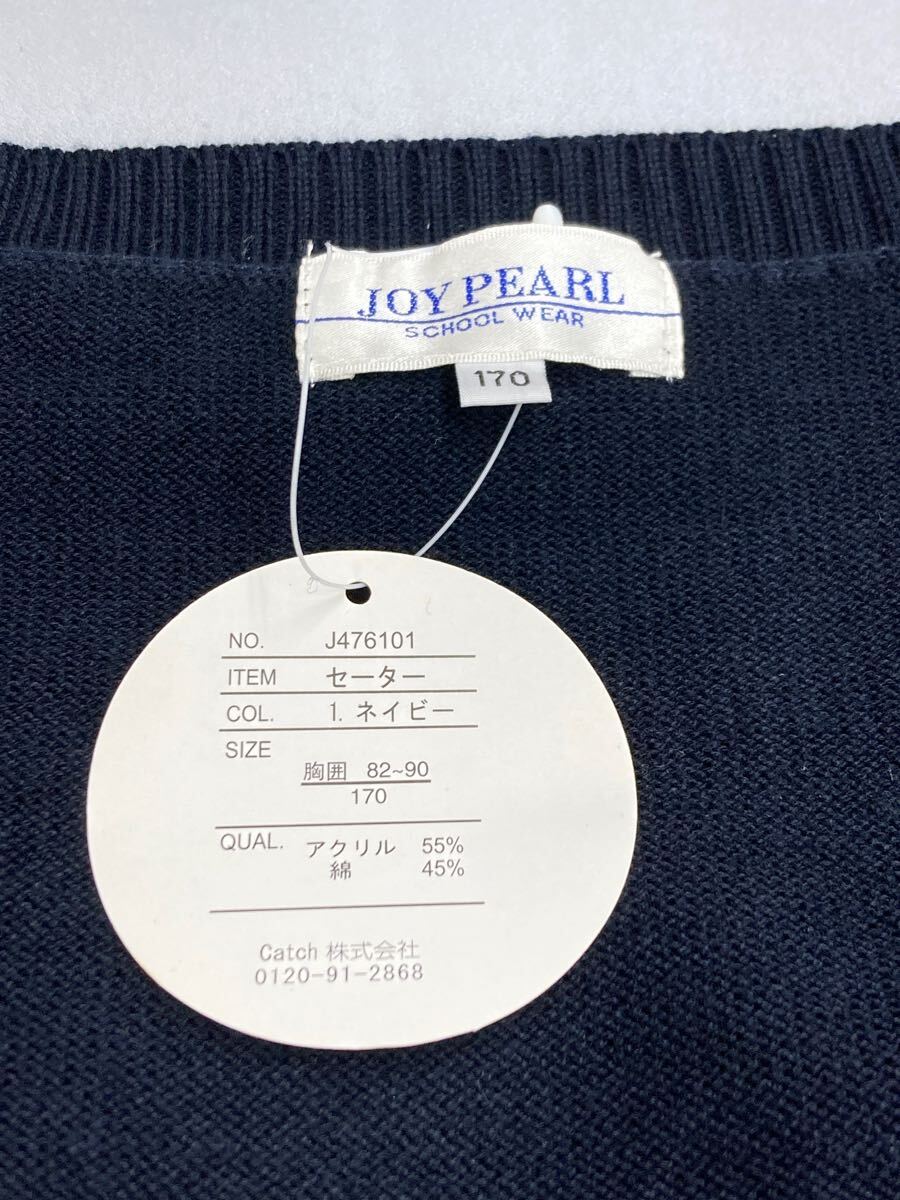 JOY PEARL
SCHOOL WEAR
170
NO. J476101
ITEM セーター
COL. 1. ネイビー
SIZE
胸囲 82~90
170
QUAL. アクリル 55%
綿 45%
Catch 株式会社
0120-91-2868